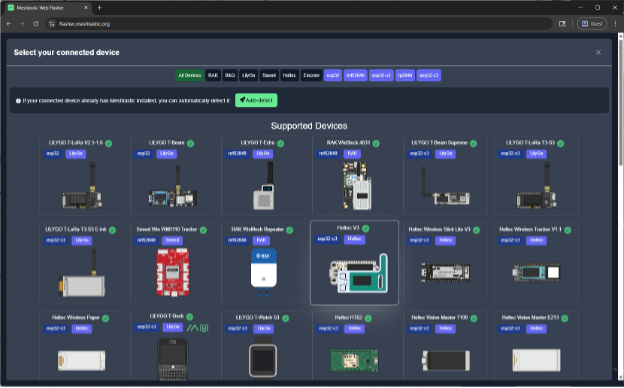 Meshtastic Web Flasher
flasher.meshtastic.org
Guest
Select your connected device
All Devices RAK B&Q LilyGo Seeed Heltec Elecrow esp32 nrf52840 esp32-s3 rp2040 esp32-c3
If your connected device already has Meshtastic installed, you can automatically detect it
Auto-detect
Supported Devices
LILYGO T-LoRa V2.1-1.6
esp32 LilyGo
LILYGO T-Beam
esp32 LilyGo
LILYGO T-Echo
nrf52840 LilyGo
RAK WisBlock 4631
nrf52840 RAK
LILYGO T-Beam Supreme
esp32-s3 LilyGo
LILYGO T-LoRa T3-S3
esp32-s3 LilyGo
LILYGO T-LoRa T3-S3 E-Ink
esp32-s3 LilyGo
Seeed Wio WM1110 Tracker
nrf52840 Seeed
RAK WisMesh Repeater
nrf52840 RAK
RAK
Heltec V3
esp32-s3 Heltec
Heltec Wireless Stick Lite V3
esp32-s3 Heltec
Heltec Wireless Tracker V1.1
esp32-s3 Heltec
Heltec Wireless Paper
esp32-s3 Heltec
LILYGO T-Deck
esp32-s3 LilyGo
LILYGO T-Watch S3
esp32-s3 LilyGo
Heltec HT62
esp32-c3 Heltec
Heltec Vision Master T190
esp32-s3 Heltec
Heltec Vision Master E213
esp32-s3 Heltec